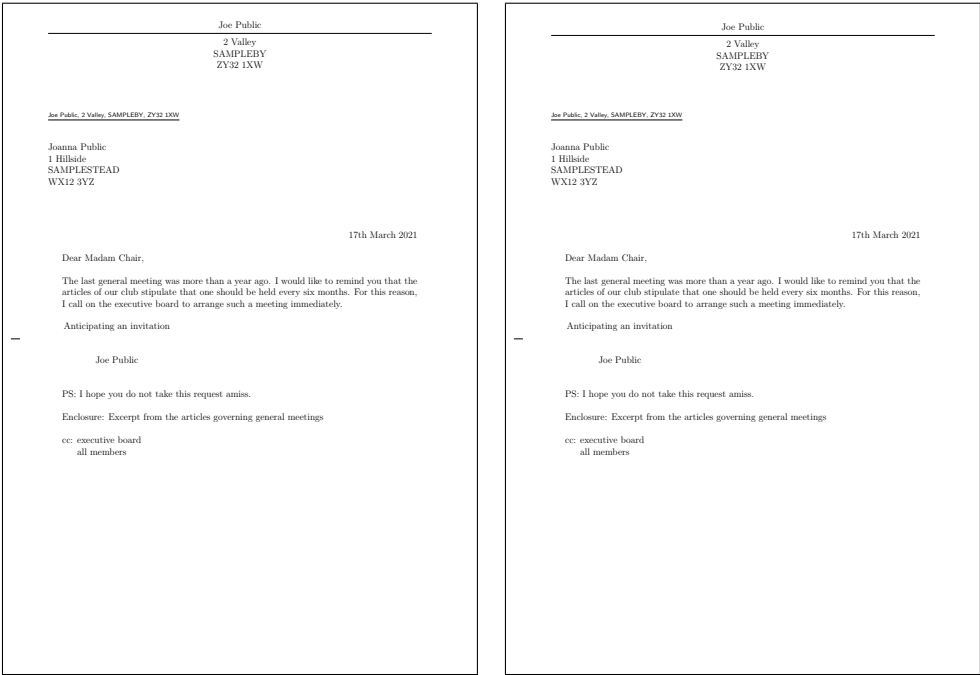 Joe Public
2 Valley
SAMPLEBY
ZY32 1XW
Joe Public, 2 Valley, SAMPLEBY, ZY32 1XW
Joanna Public
1 Hillside
SAMPLESTEAD
WX12 3YZ
17th March 2021
Dear Madam Chair,
The last general meeting was more than a year ago. I would like to remind you that the
articles of our club stipulate that one should be held every six months. For this reason,
I call on the executive board to arrange such a meeting immediately.
Anticipating an invitation
Joe Public
PS: I hope you do not take this request amiss.
Enclosure: Excerpt from the articles governing general meetings
cc: executive board
all members
Joe Public
2 Valley
SAMPLEBY
ZY32 1XW
Joe Public, 2 Valley, SAMPLEBY, ZY32 1XW
Joanna Public
1 Hillside
SAMPLESTEAD
WX12 3YZ
17th March 2021
Dear Madam Chair,
The last general meeting was more than a year ago. I would like to remind you that the
articles of our club stipulate that one should be held every six months. For this reason,
I call on the executive board to arrange such a meeting immediately.
Anticipating an invitation
Joe Public
PS: I hope you do not take this request amiss.
Enclosure: Excerpt from the articles governing general meetings
cc: executive board
all members